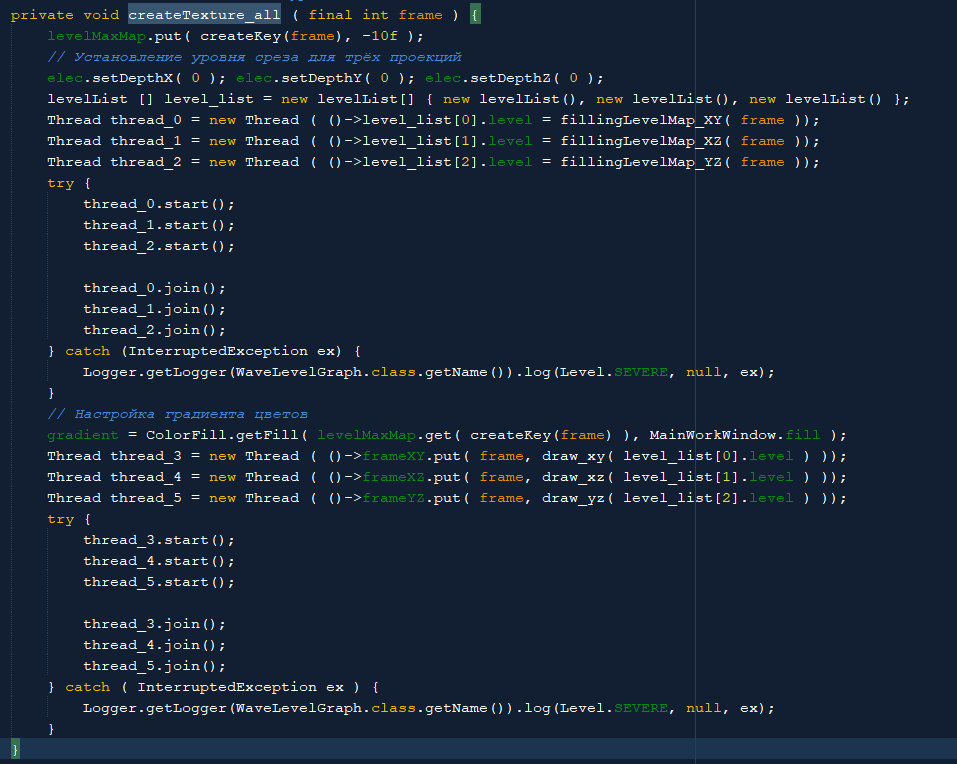 private void createTexture_all ( final int frame ) {
    levelMaxMap.put( createKey(frame), -10f );
    // Установление уровня среза для трёх проекций
    elec.setDepthX( 0 ); elec.setDepthY( 0 ); elec.setDepthZ( 0 );
    levelList [] level_list = new levelList[] { new levelList(), new levelList(), new levelList() };
    Thread thread_0 = new Thread ( ()->level_list[0].level = fillingLevelMap_XY( frame ));
    Thread thread_1 = new Thread ( ()->level_list[1].level = fillingLevelMap_XZ( frame ));
    Thread thread_2 = new Thread ( ()->level_list[2].level = fillingLevelMap_YZ( frame ));
    try {
        thread_0.start();
        thread_1.start();
        thread_2.start();

        thread_0.join();
        thread_1.join();
        thread_2.join();
    } catch (InterruptedException ex) {
        Logger.getLogger(WaveLevelGraph.class.getName()).log(Level.SEVERE, null, ex);
    }
    // Настройка градиента цветов
    gradient = ColorFill.getFill( levelMaxMap.get( createKey(frame) ), MainWorkWindow.fill );
    Thread thread_3 = new Thread ( ()->frameXY.put( frame, draw_xy( level_list[0].level ) ));
    Thread thread_4 = new Thread ( ()->frameXZ.put( frame, draw_xz( level_list[1].level ) ));
    Thread thread_5 = new Thread ( ()->frameYZ.put( frame, draw_yz( level_list[2].level ) ));
    try {
        thread_3.start();
        thread_4.start();
        thread_5.start();

        thread_3.join();
        thread_4.join();
        thread_5.join();
    } catch ( InterruptedException ex ) {
        Logger.getLogger(WaveLevelGraph.class.getName()).log(Level.SEVERE, null, ex);
    }
}